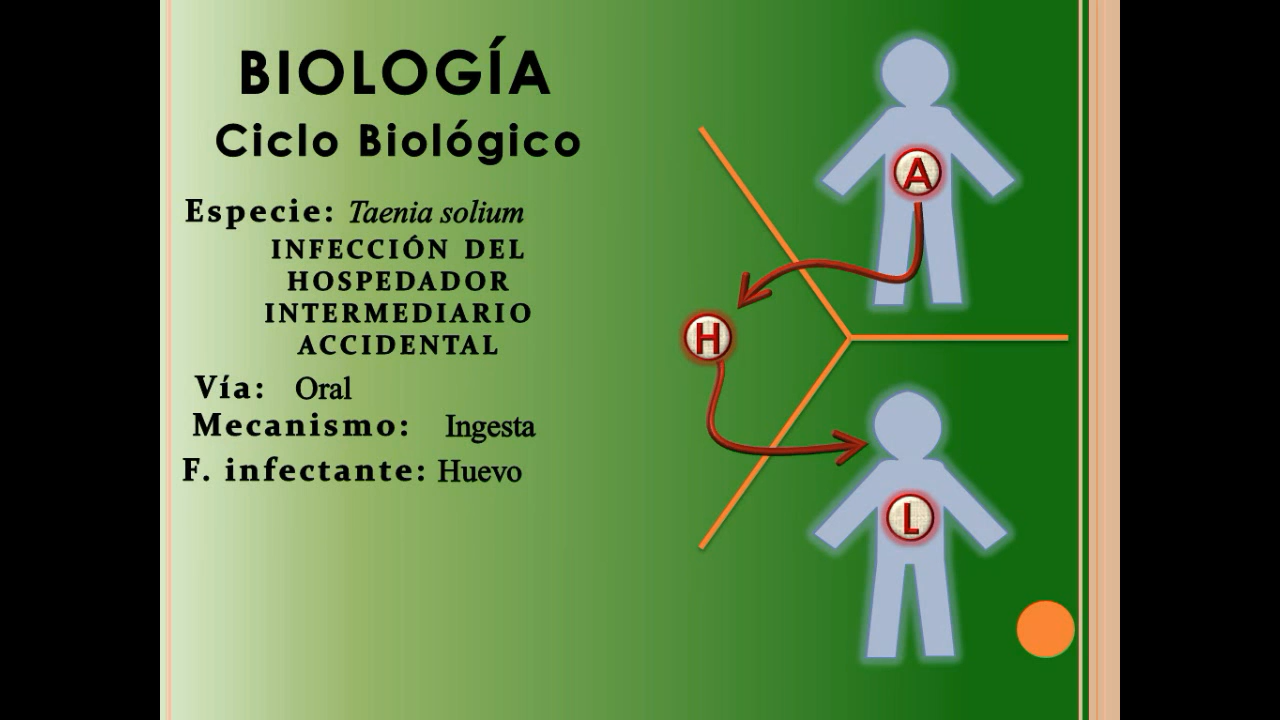 BIOLOGÍA
Ciclo Biológico
Especie: Taenia solium
INFECCIÓN DEL
HOSPEDADOR
INTERMEDIARIO
ACCIDENTAL
Vía: Oral
Mecanismo: Ingesta
F. infectante: Huevo
A
H
L